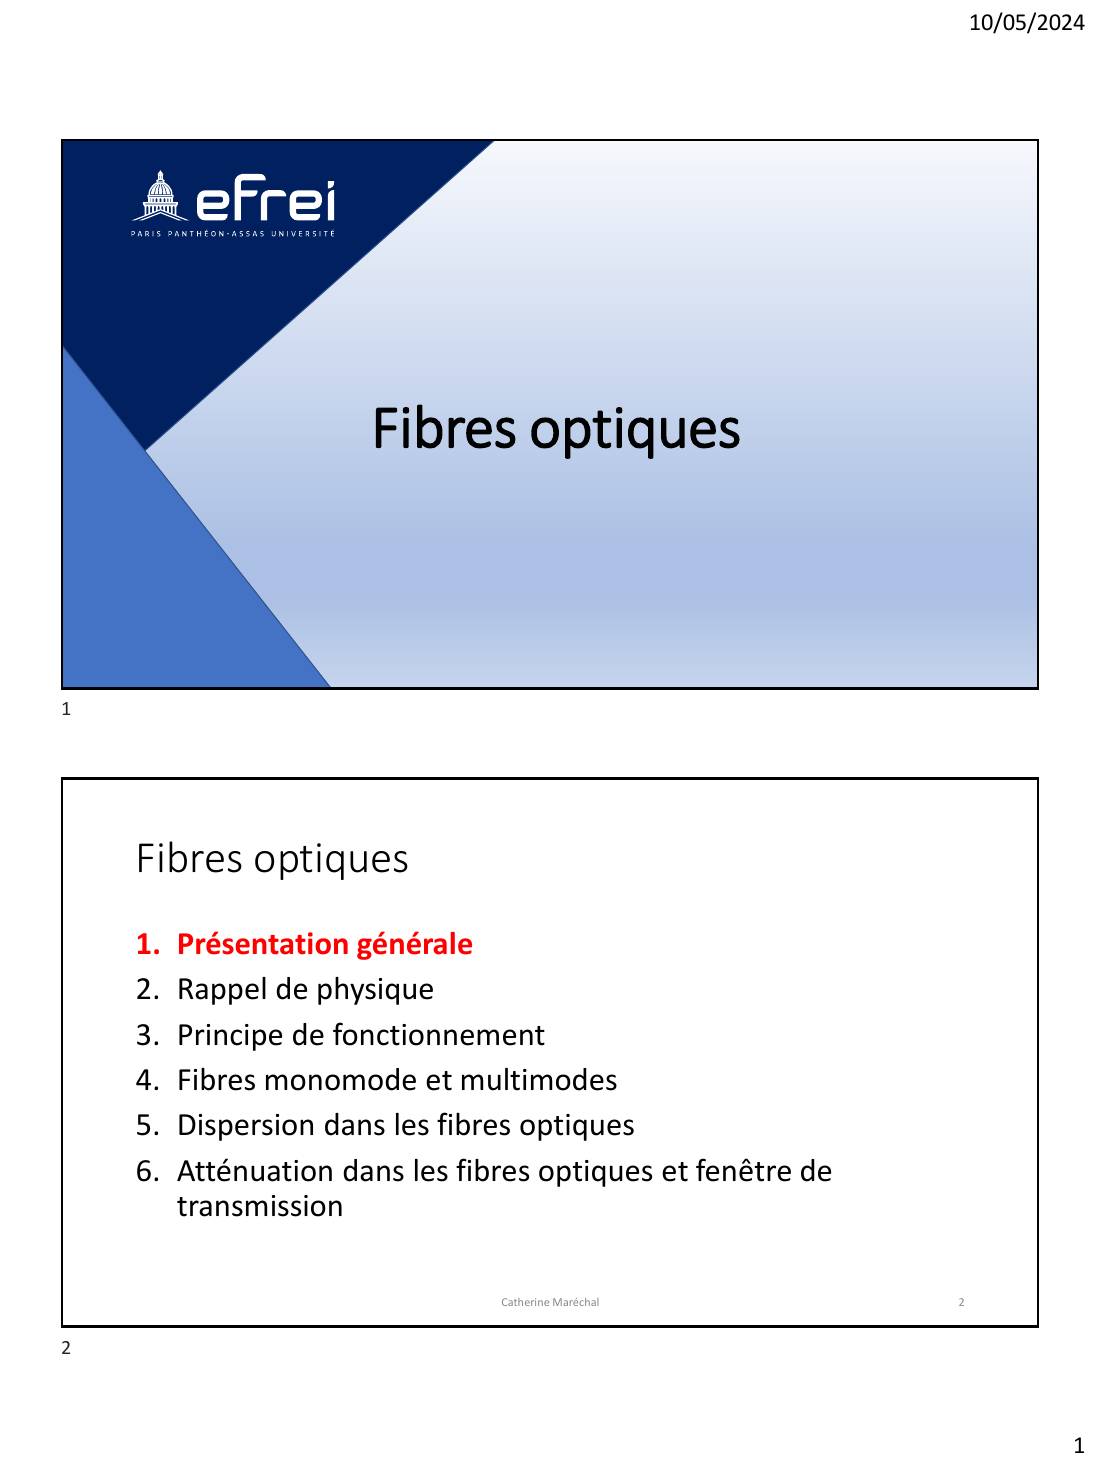 10/05/2024
efrei
PARIS PANTHÉON-ASSAS UNIVERSITÉ
Fibres optiques
1
Fibres optiques
1. Présentation générale
2. Rappel de physique
3. Principe de fonctionnement
4. Fibres monomode et multimodes
5. Dispersion dans les fibres optiques
6. Atténuation dans les fibres optiques et fenêtre de
transmission
Catherine Maréchal
2
2
1